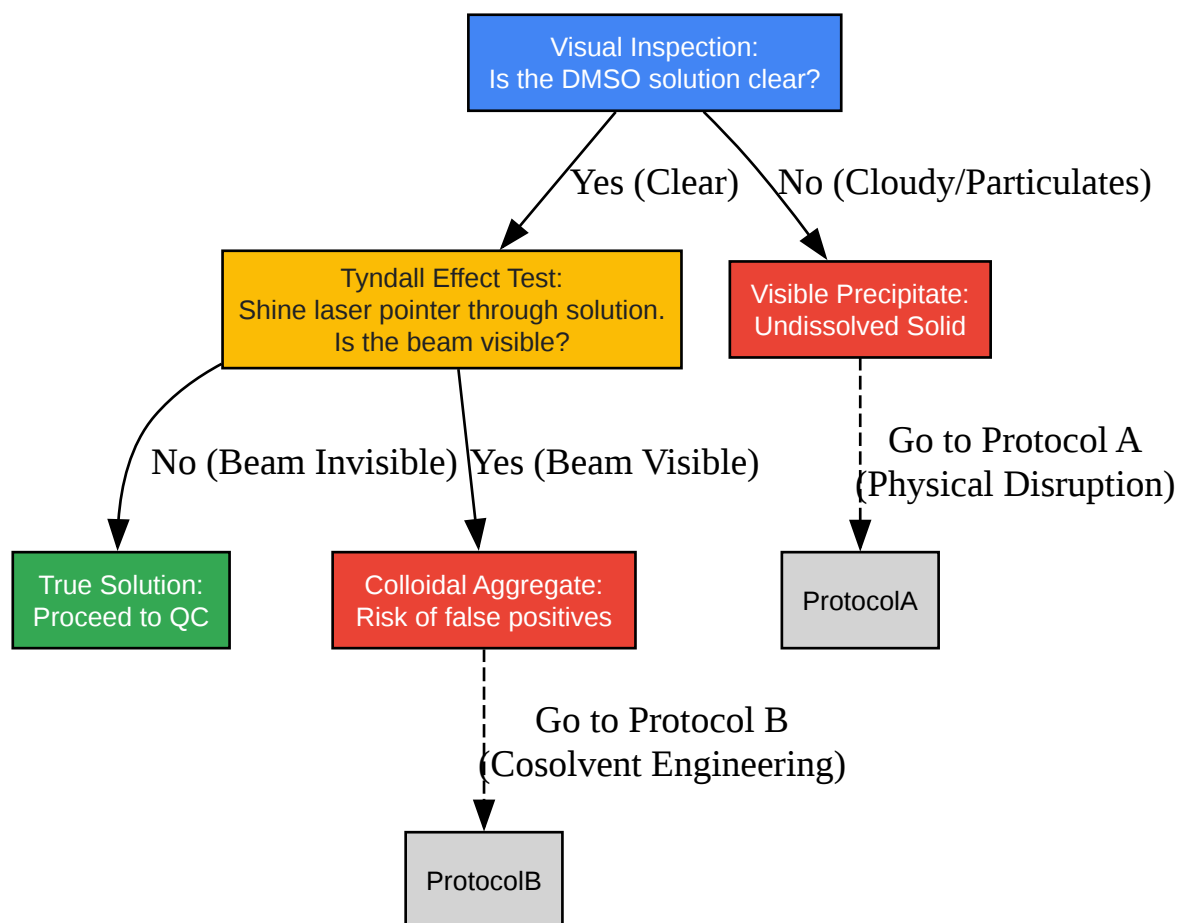 Visual Inspection:
Is the DMSO solution clear?
Yes (Clear)
No (Cloudy/Particulates)
Tyndall Effect Test:
Shine laser pointer through solution.
Is the beam visible?
Visible Precipitate:
Undissolved Solid
No (Beam Invisible)
Yes (Beam Visible)
Go to Protocol A
(Physical Disruption)
True Solution:
Proceed to QC
Colloidal Aggregate:
Risk of false positives
ProtocolA
Go to Protocol B
(Cosolvent Engineering)
ProtocolB